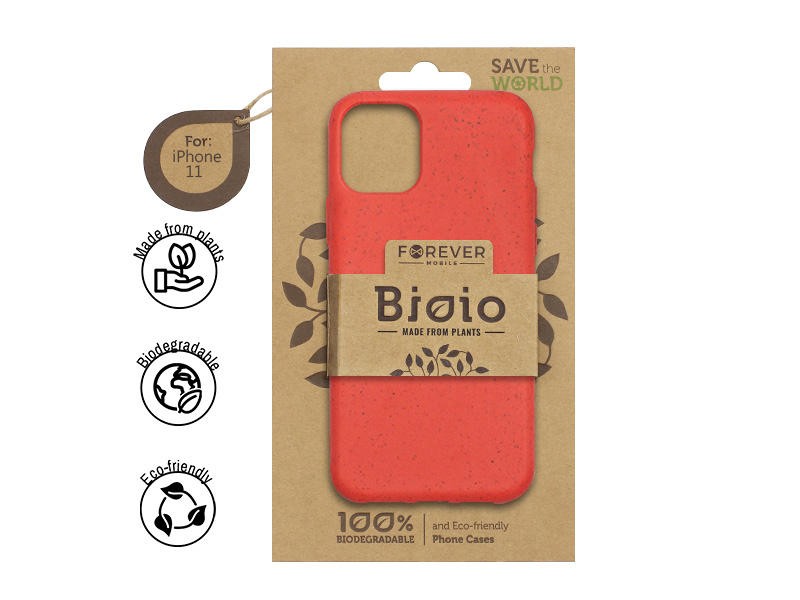 SAVE the
WORLD
For:
iPhone
11
Made from plants
Biodegradable
Eco-friendly
FOREVER
MOBILE
Bioio
MADE FROM PLANTS
100%
BIODEGRADABLE
and Eco-friendly
Phone Cases